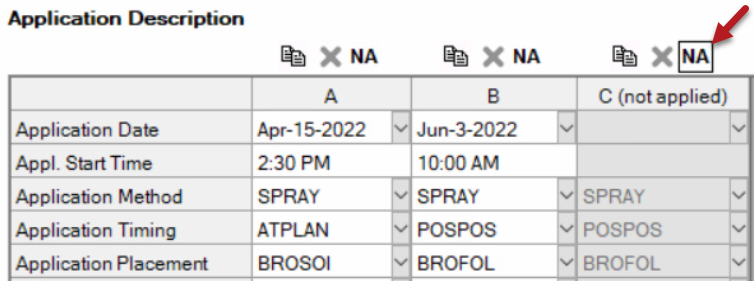 Application Description
NA NA NA
A B C (not applied)
Application Date Apr-15-2022 Jun-3-2022
Appl. Start Time 2:30 PM 10:00 AM
Application Method SPRAY SPRAY SPRAY
Application Timing ATPLAN POSPOS POSPOS
Application Placement BROSOI BROFOL BROFOL